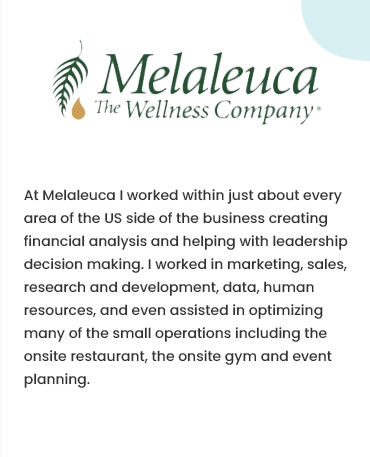 Melaleuca
The Wellness Company®
At Melaleuca I worked within just about every
area of the US side of the business creating
financial analysis and helping with leadership
decision making. I worked in marketing, sales,
research and development, data, human
resources, and even assisted in optimizing
many of the small operations including the
onsite restaurant, the onsite gym and event
planning.